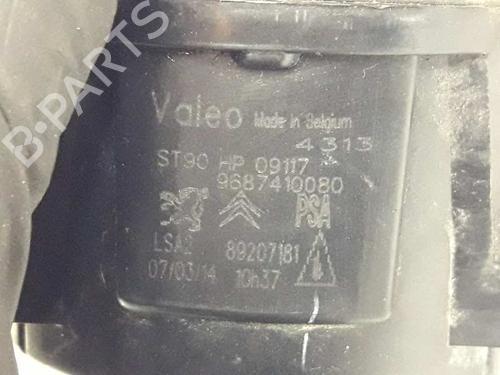 B-PARTS
Valeo Made in Belgium
4313
ST90 HP 09117
9687410080
PSA
LSA2 89207181
07/03/14 10h37